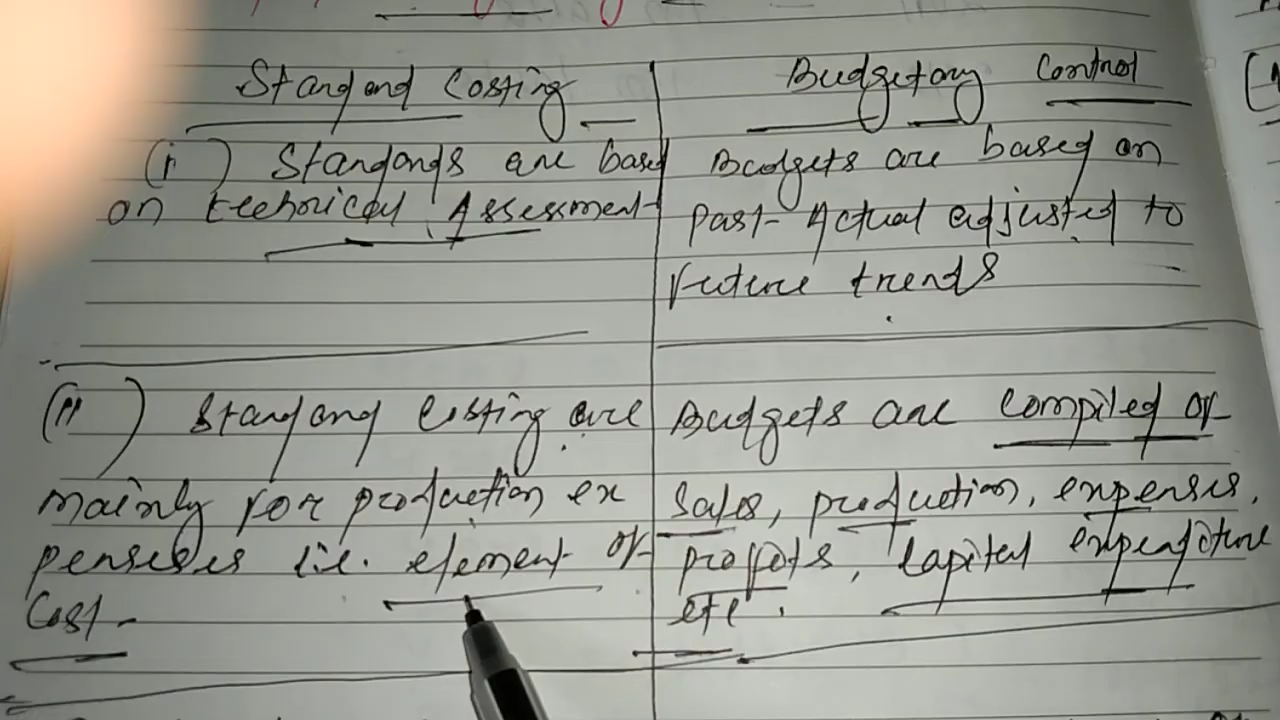 Standard Costing
Budgetary Control
(i) Standards are based
on technical Assessment
Budgets are based on
past Actual adjusted to
future trends
(ii) Standard costing are
mainly for production ex
penseses i.e. element of
Cost.
Budgets are compiled of
Sales, production, expenses,
profits, Capital expenditure
etc.